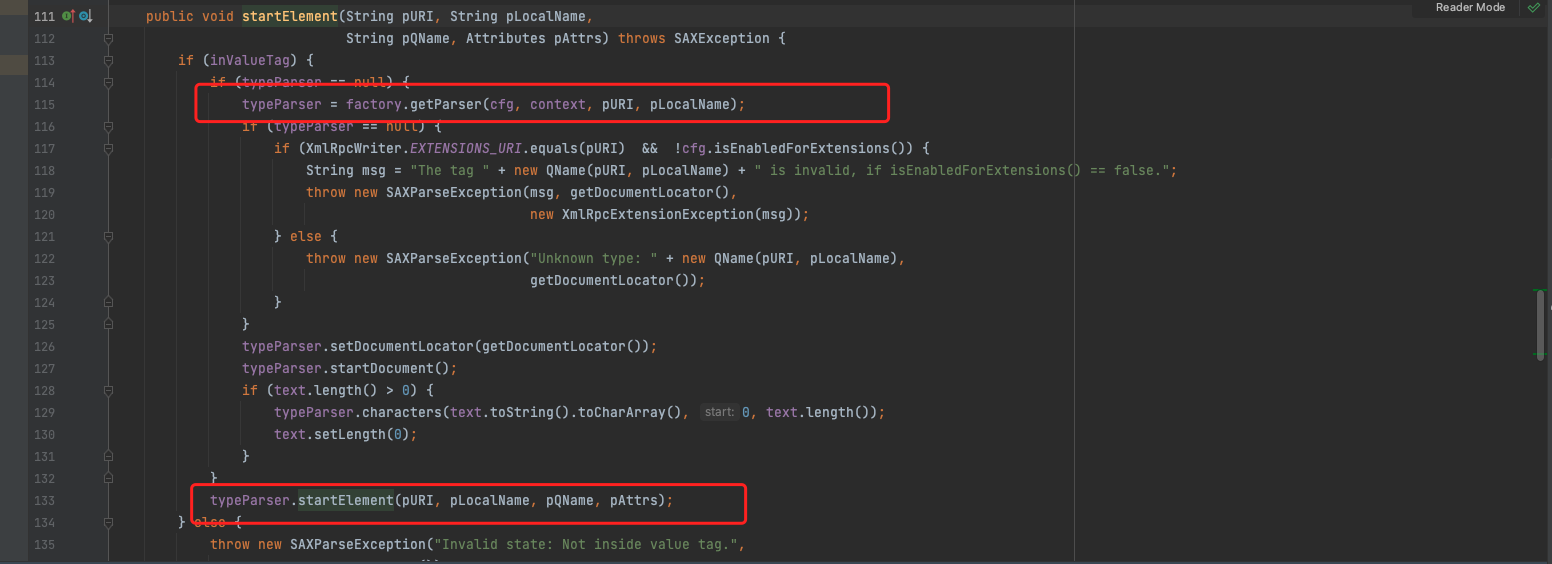 Reader Mode
111 public void startElement(String pURI, String pLocalName,
112 String pQName, Attributes pAttrs) throws SAXException {
113 if (inValueTag) {
114 if (typeParser == null) {
115 typeParser = factory.getParser(cfg, context, pURI, pLocalName);
116 if (typeParser == null) {
117 if (XmlRpcWriter.EXTENSIONS_URI.equals(pURI) && !cfg.isEnabledForExtensions()) {
118 String msg = "The tag " + new QName(pURI, pLocalName) + " is invalid, if isEnabledForExtensions() == false.";
119 throw new SAXParseException(msg, getDocumentLocator(),
120 new XmlRpcExtensionException(msg));
121 } else {
122 throw new SAXParseException("Unknown type: " + new QName(pURI, pLocalName),
123 getDocumentLocator());
124 }
125 }
126 typeParser.setDocumentLocator(getDocumentLocator());
127 typeParser.startDocument();
128 if (text.length() > 0) {
129 typeParser.characters(text.toString().toCharArray(), start: 0, text.length());
130 text.setLength(0);
131 }
132 }
133 typeParser.startElement(pURI, pLocalName, pQName, pAttrs);
134 } else {
135 throw new SAXParseException("Invalid state: Not inside value tag.",